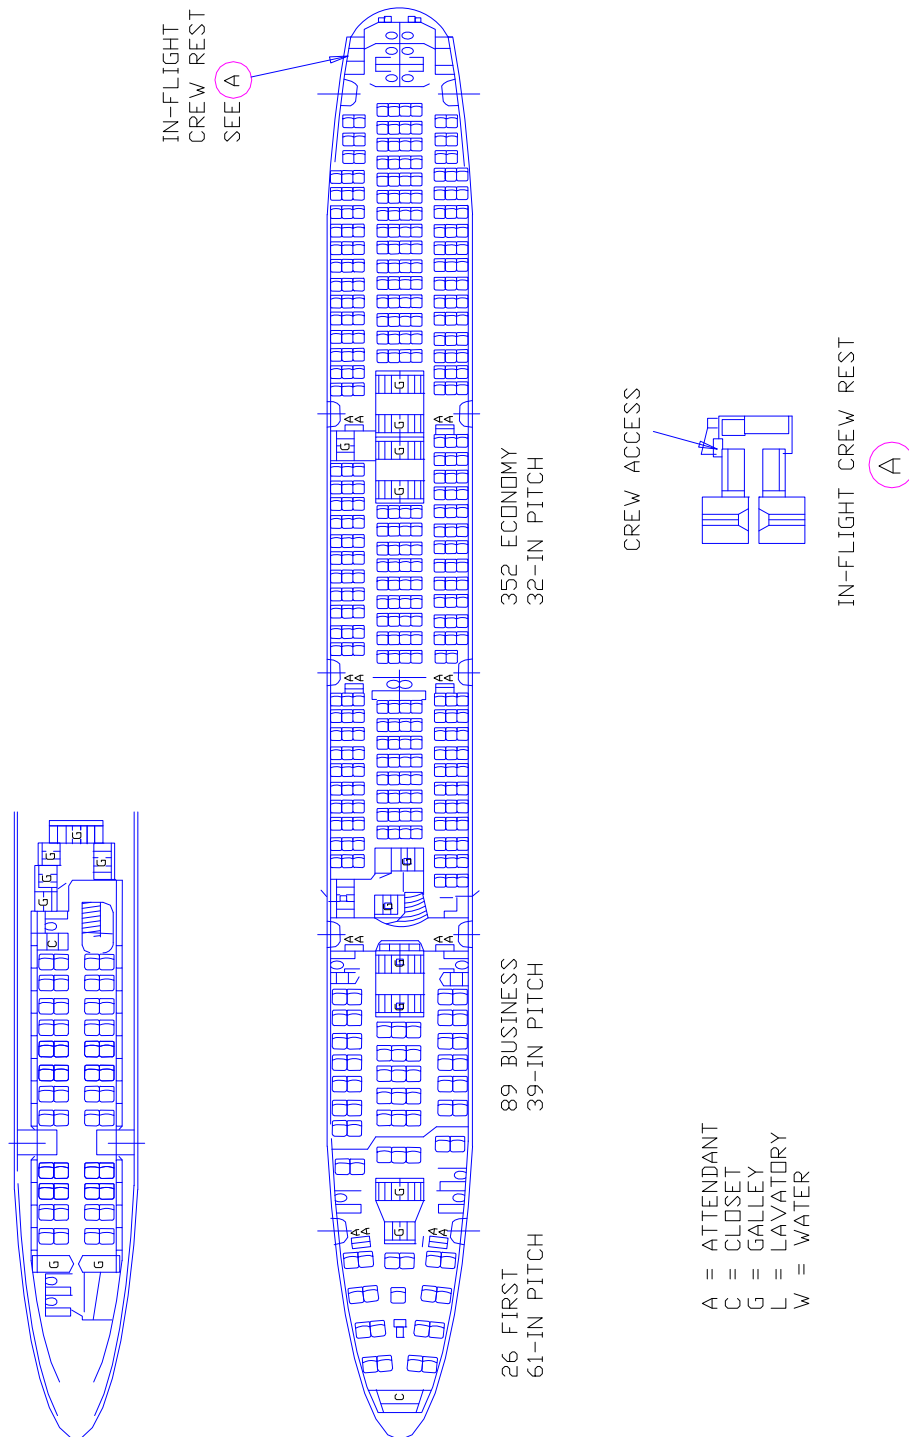 IN-FLIGHT
CREW REST
SEE A
G
G
G
G
G
C
G
G
G
A A
A A
G
G
G
G
G
A A
A A
G
G
A A
A A
G
G
G
G
A A
A A
C
352 ECONOMY
32-IN PITCH
89 BUSINESS
39-IN PITCH
26 FIRST
61-IN PITCH
CREW ACCESS
IN-FLIGHT CREW REST
A
A = ATTENDANT
C = CLOSET
G = GALLEY
L = LAVATORY
W = WATER